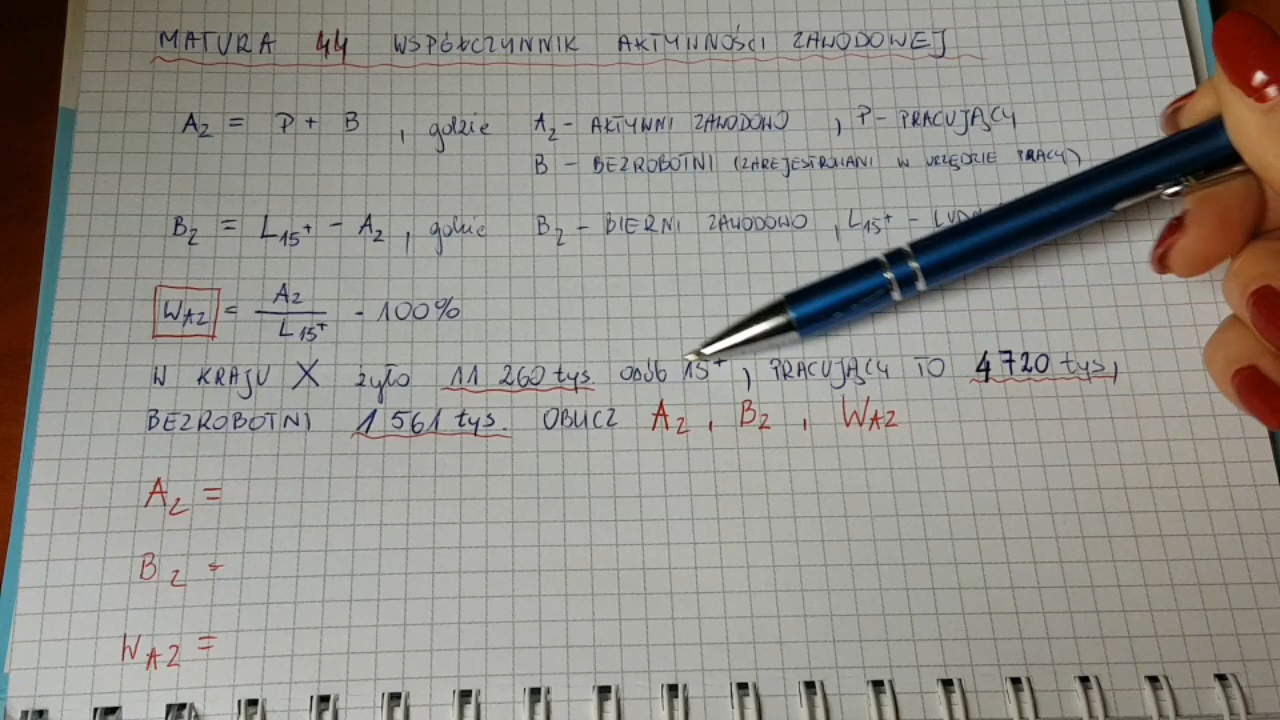 MATURA 44 WSPÓŁCZYNNIK AKTYWNOŚCI ZAWODOWEJ
AZ = P + B , gdzie AZ - AKTYWNI ZAWODOWO , P - PRACUJĄCY
B - BEZROBOTNI (ZAREJESTROWANI W URZĘDZIE PRACY)
BZ = L15+ - AZ , gdzie BZ - BIERNI ZAWODOWO , L15+ -
WAZ = AZ / L15+ · 100%
W KRAJU X żyło 11 260 tys osób 15+ , PRACUJĄCY TO 4720 tys,
BEZROBOTNI 1 561 tys. OBLICZ AZ , BZ , WAZ
AZ =
BZ =
WAZ =